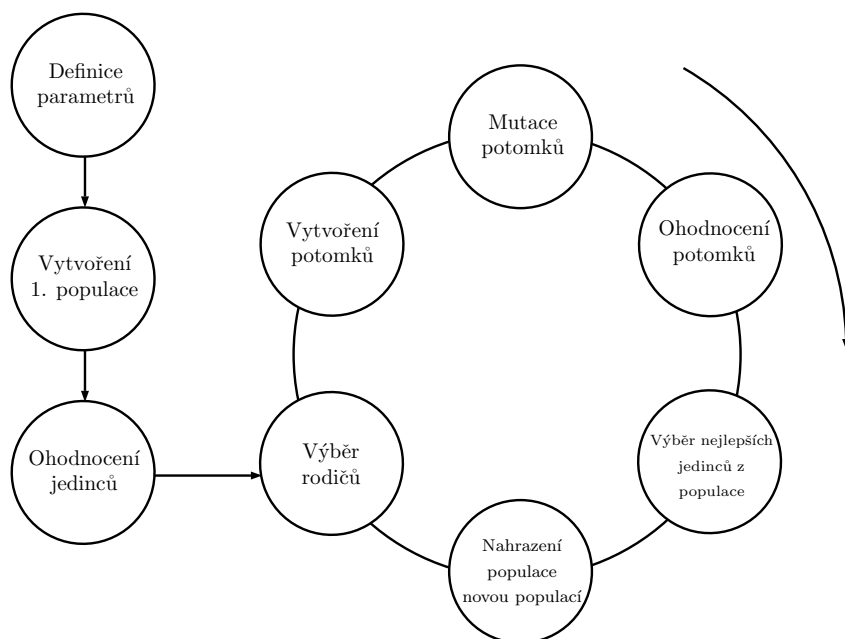 Definice
parametrů
Vytvoření
1. populace
Ohodnocení
jedinců
Výběr
rodičů
Vytvoření
potomků
Mutace
potomků
Ohodnocení
potomků
Výběr nejlepších
jedinců z
populace
Nahrazení
populace
novou populací